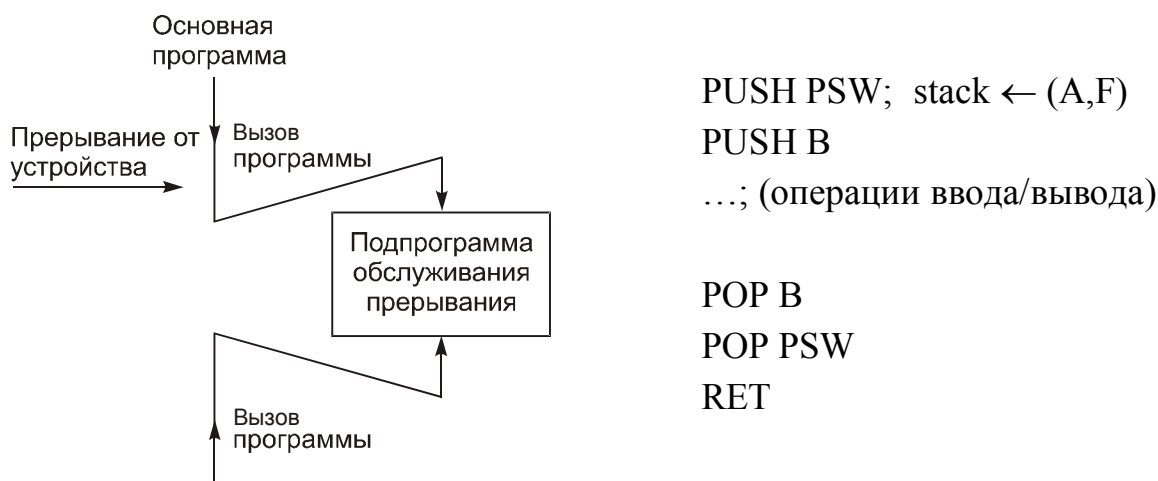 Основная
программа
Прерывание от
устройства
Вызов
программы
Подпрограмма
обслуживания
прерывания
Вызов
программы
PUSH PSW; stack ← (A,F)
PUSH B
…; (операции ввода/вывода)
POP B
POP PSW
RET